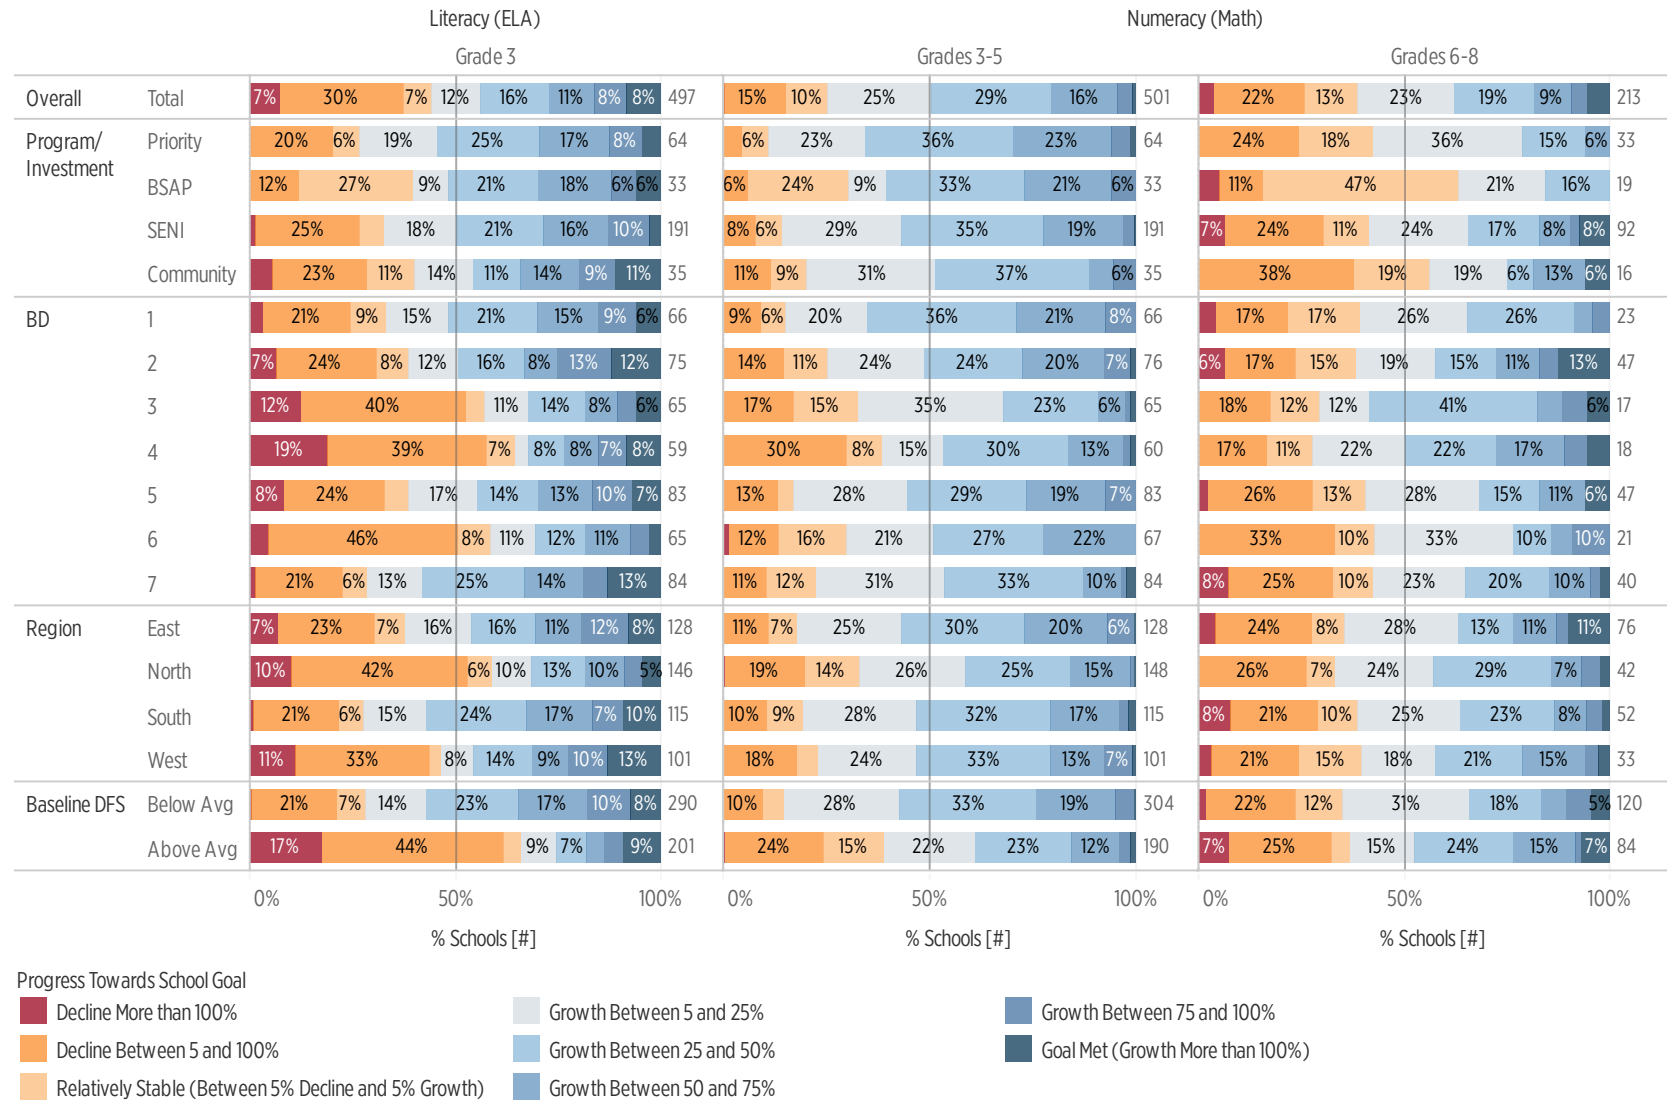 Literacy (ELA) Numeracy (Math)
Grade 3 Grades 3-5 Grades 6-8
Overall Total 7% 30% 7% 12% 16% 11% 8% 8% 497 15% 10% 25% 29% 16% 501 22% 13% 23% 19% 9% 213
Program/ Investment Priority 20% 6% 19% 25% 17% 8% 64 6% 23% 36% 23% 64 24% 18% 36% 15% 6% 33
BSAP 12% 27% 9% 21% 18% 6% 6% 33 6% 24% 9% 33% 21% 6% 33 11% 47% 21% 16% 19
SENI 25% 18% 21% 16% 10% 191 8% 6% 29% 35% 19% 191 7% 24% 11% 24% 17% 8% 8% 92
Community 23% 11% 14% 11% 14% 9% 11% 35 11% 9% 31% 37% 6% 35 38% 19% 19% 6% 13% 6% 16
BD 1 21% 9% 15% 21% 15% 9% 6% 66 9% 6% 20% 36% 21% 8% 66 17% 17% 26% 26% 23
2 7% 24% 8% 12% 16% 8% 13% 12% 75 14% 11% 24% 24% 20% 7% 76 6% 17% 15% 19% 15% 11% 13% 47
3 12% 40% 11% 14% 8% 6% 65 17% 15% 35% 23% 6% 65 18% 12% 12% 41% 6% 17
4 19% 39% 7% 8% 8% 7% 8% 59 30% 8% 15% 30% 13% 60 17% 11% 22% 22% 17% 18
5 8% 24% 17% 14% 13% 10% 7% 83 13% 28% 29% 19% 7% 83 26% 13% 28% 15% 11% 6% 47
6 46% 8% 11% 12% 11% 65 12% 16% 21% 27% 22% 67 33% 10% 33% 10% 10% 21
7 21% 6% 13% 25% 14% 13% 84 11% 12% 31% 33% 10% 84 8% 25% 10% 23% 20% 10% 40
Region East 7% 23% 7% 16% 16% 11% 12% 8% 128 11% 7% 25% 30% 20% 6% 128 24% 8% 28% 13% 11% 11% 76
North 10% 42% 6% 10% 13% 10% 5% 146 19% 14% 26% 25% 15% 148 26% 7% 24% 29% 7% 42
South 21% 6% 15% 24% 17% 7% 10% 115 10% 9% 28% 32% 17% 115 8% 21% 10% 25% 23% 8% 52
West 11% 33% 8% 14% 9% 10% 13% 101 18% 24% 33% 13% 7% 101 21% 15% 18% 21% 15% 33
Baseline DFS Below Avg 21% 7% 14% 23% 17% 10% 8% 290 10% 28% 33% 19% 304 22% 12% 31% 18% 5% 120
Above Avg 17% 44% 9% 7% 9% 201 24% 15% 22% 23% 12% 190 7% 25% 15% 24% 15% 7% 84
0% 50% 100% 0% 50% 100% 0% 50% 100%
% Schools [#] % Schools [#] % Schools [#]
Progress Towards School Goal
Decline More than 100% Growth Between 5 and 25% Growth Between 75 and 100%
Decline Between 5 and 100% Growth Between 25 and 50% Goal Met (Growth More than 100%)
Relatively Stable (Between 5% Decline and 5% Growth) Growth Between 50 and 75%